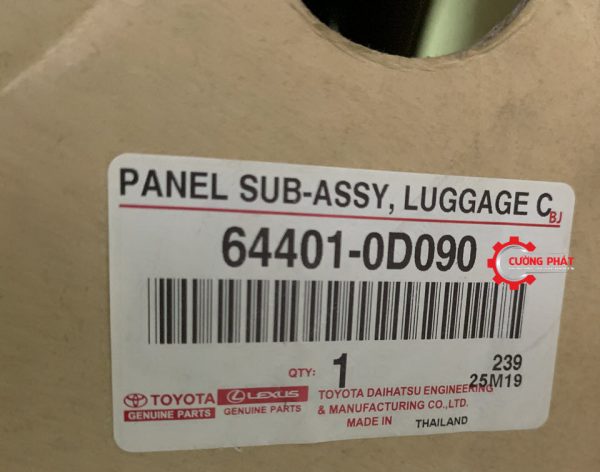 PANEL SUB-ASSY, LUGGAGE C
BJ
64401-0D090
CƯỜNG PHÁT
QTY: 1
239
25M19
TOYOTA
GENUINE PARTS
LEXUS
GENUINE PARTS
TOYOTA DAIHATSU ENGINEERING
& MANUFACTURING CO.,LTD.
MADE IN THAILAND